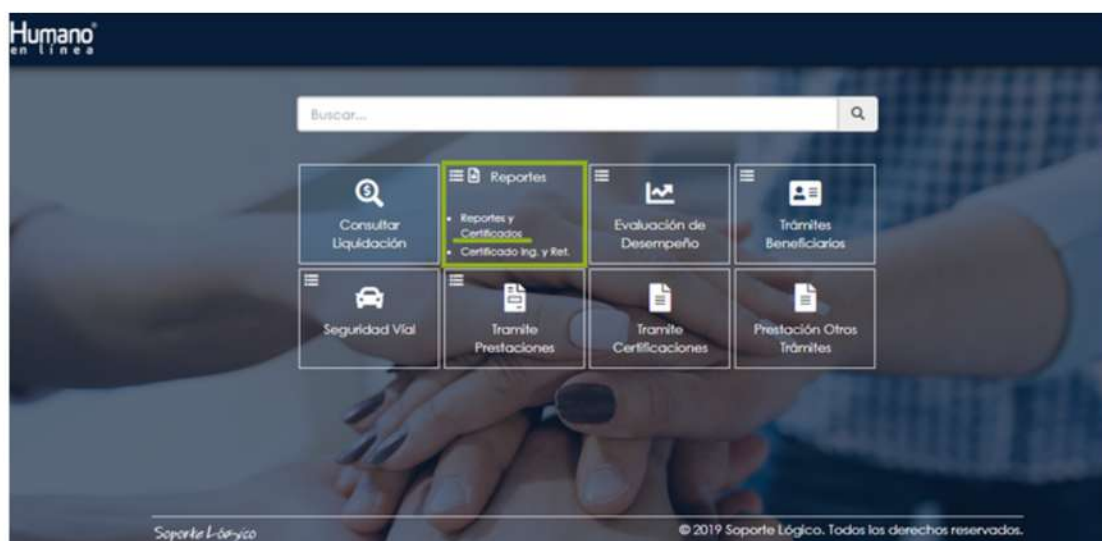 Humano®
en línea
Buscar...
Consultar
Liquidación
Reportes
Reportes y
Certificados
Certificado Ing. y Ret.
Evaluación de
Desempeño
Trámites
Beneficiarios
Seguridad Vial
Tramite
Prestaciones
Tramite
Certificaciones
Prestación Otros
Trámites
Soporte Lógico
© 2019 Soporte Lógico. Todos los derechos reservados.